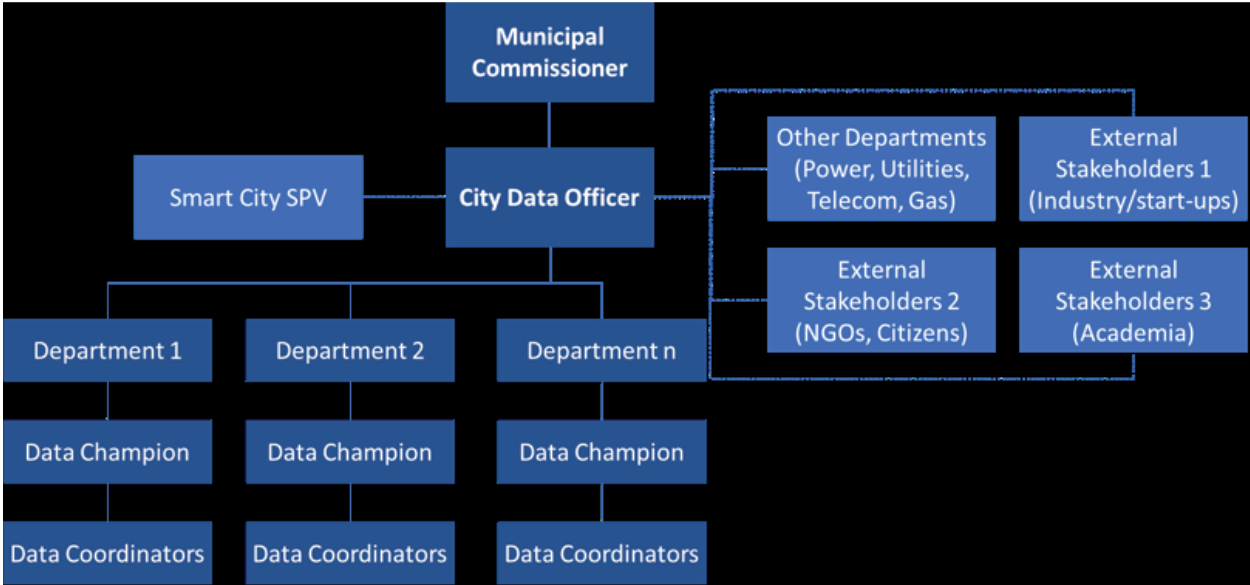 Municipal
Commissioner
Smart City SPV
City Data Officer
Other Departments
(Power, Utilities,
Telecom, Gas)
External
Stakeholders 1
(Industry/start-ups)
External
Stakeholders 2
(NGOs, Citizens)
External
Stakeholders 3
(Academia)
Department 1
Department 2
Department n
Data Champion
Data Champion
Data Champion
Data Coordinators
Data Coordinators
Data Coordinators